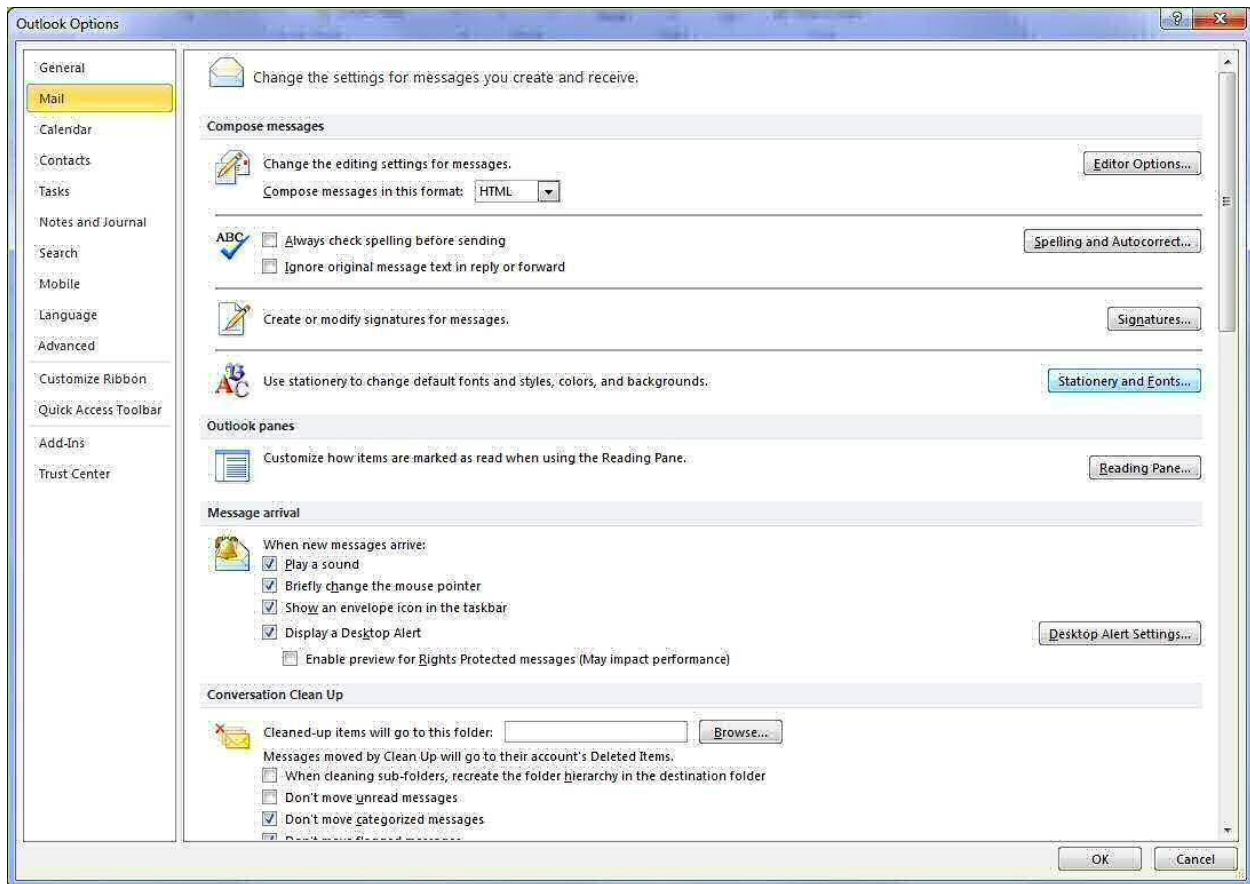 Outlook Options
General
Mail
Calendar
Contacts
Tasks
Notes and Journal
Search
Mobile
Language
Advanced
Customize Ribbon
Quick Access Toolbar
Add-Ins
Trust Center
Change the settings for messages you create and receive.
Compose messages
Change the editing settings for messages.
Editor Options...
Compose messages in this format: HTML
ABC
Always check spelling before sending
Spelling and Autocorrect...
Ignore original message text in reply or forward
Create or modify signatures for messages.
Signatures...
Use stationery to change default fonts and styles, colors, and backgrounds.
Stationery and Fonts...
Outlook panes
Customize how items are marked as read when using the Reading Pane.
Reading Pane...
Message arrival
When new messages arrive:
Play a sound
Briefly change the mouse pointer
Show an envelope icon in the taskbar
Display a Desktop Alert
Desktop Alert Settings...
Enable preview for Rights Protected messages (May impact performance)
Conversation Clean Up
Cleaned-up items will go to this folder:
Browse...
Messages moved by Clean Up will go to their account's Deleted Items.
When cleaning sub-folders, recreate the folder hierarchy in the destination folder
Don't move unread messages
Don't move categorized messages
Don't move flagged messages
OK
Cancel